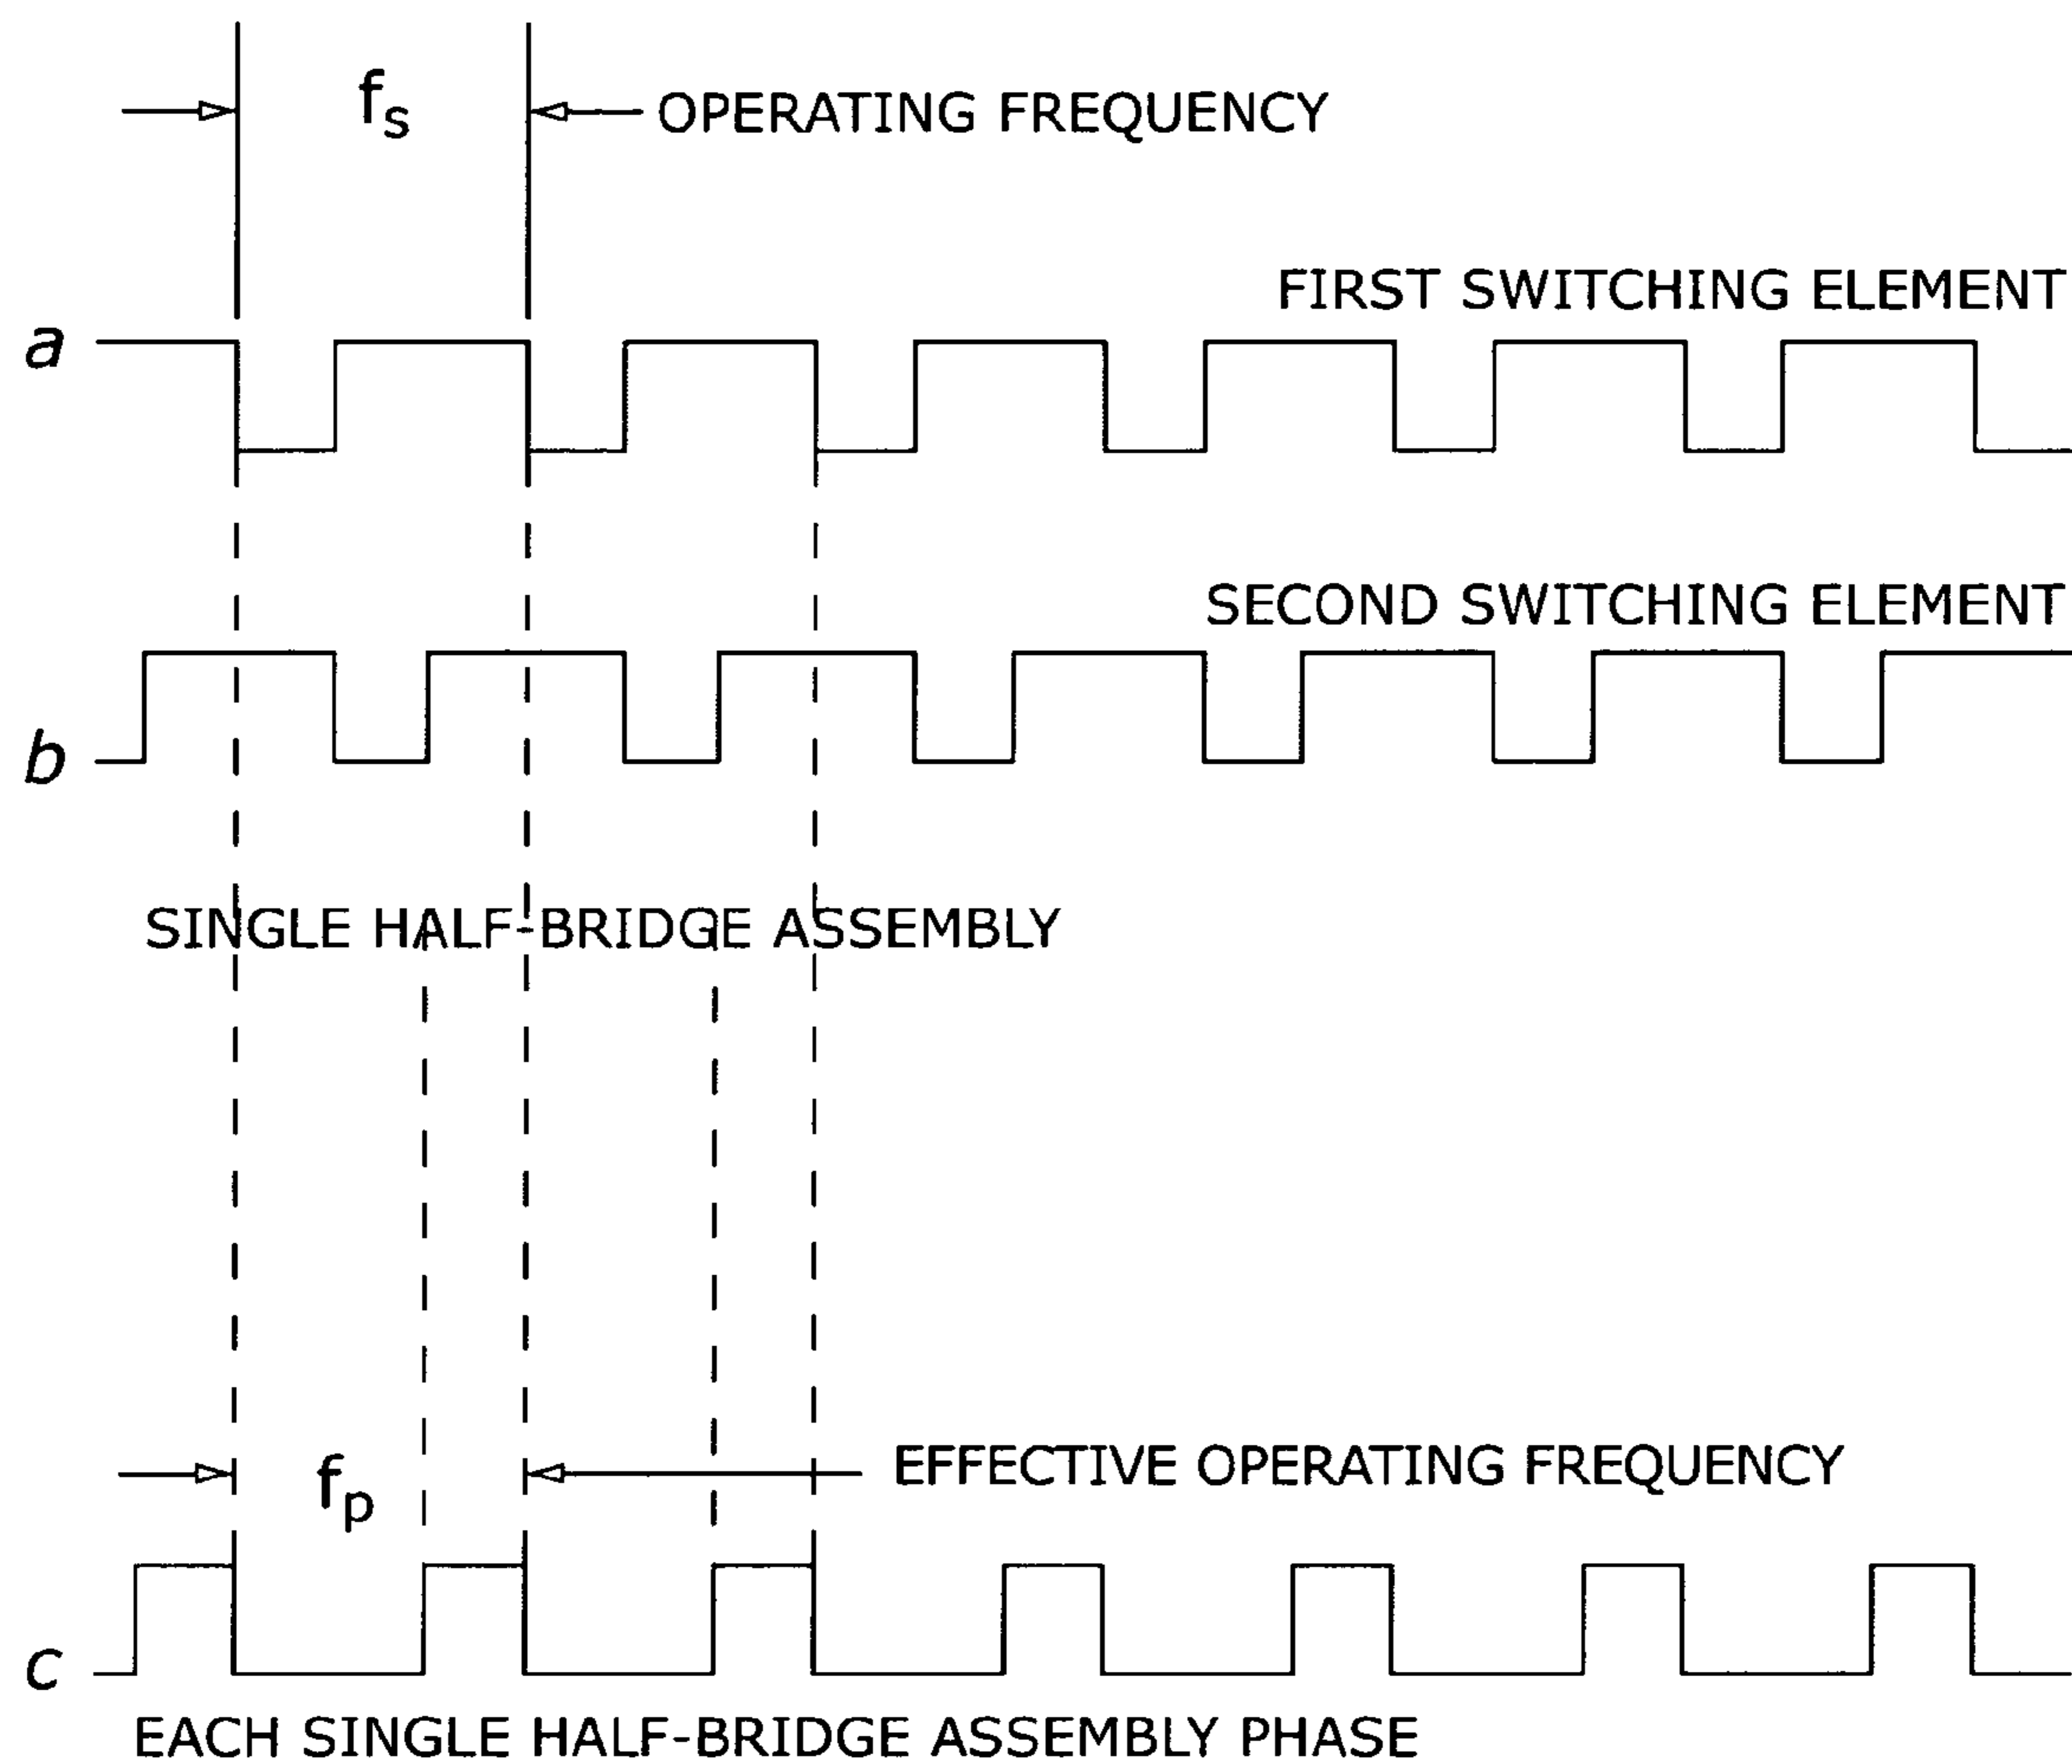 fs
OPERATING FREQUENCY
FIRST SWITCHING ELEMENT
a
SECOND SWITCHING ELEMENT
b
SINGLE HALF-BRIDGE ASSEMBLY
fp
EFFECTIVE OPERATING FREQUENCY
c
EACH SINGLE HALF-BRIDGE ASSEMBLY PHASE